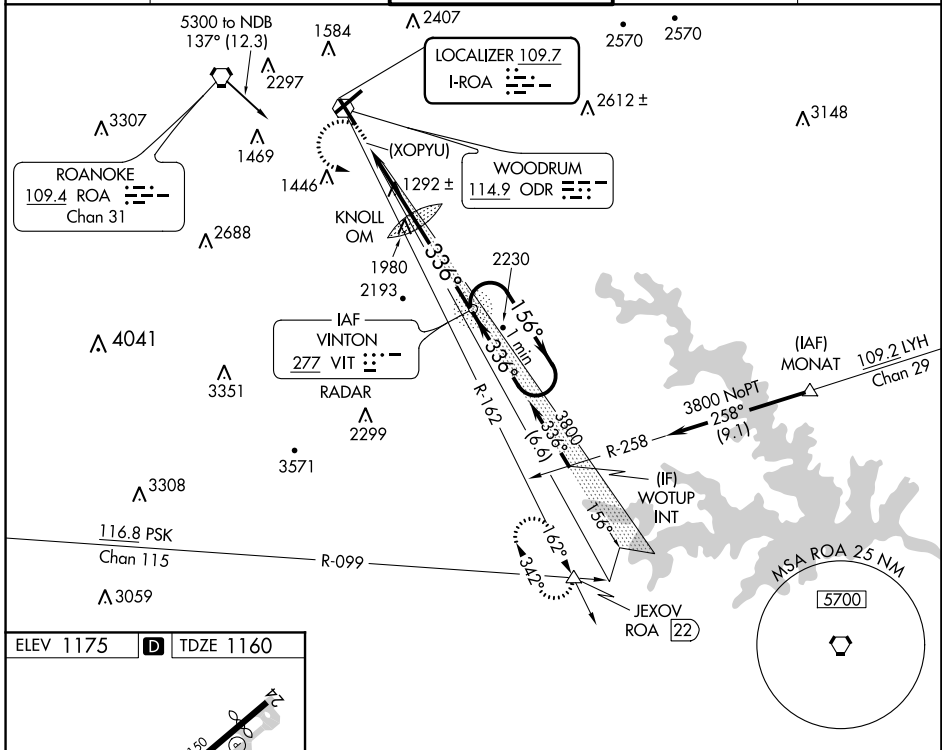 5300 to NDB
137° (12.3)
2297
1584
2407
2570
2570
LOCALIZER 109.7
I-ROA
2612 ±
3148
3307
1469
(XOPYU)
ROANOKE
109.4 ROA
Chan 31
1446
1292 ±
WOODRUM
114.9 ODR
KNOLL
OM
2688
1980
336°
2230
2193
IAF
VINTON
277 VIT
RADAR
156°
1 min
336°
4041
3351
2299
R-162
3800
336°
(6.6)
(IAF)
MONAT
109.2 LYH
Chan 29
3800 NoPT
258°
(9.1)
R-258
3571
(IF)
WOTUP
INT
3308
156°
116.8 PSK
Chan 115
R-099
162°
342°
3059
JEXOV
ROA 22
MSA ROA 25 NM
5700
ELEV 1175
D
TDZE 1160
24
P
150